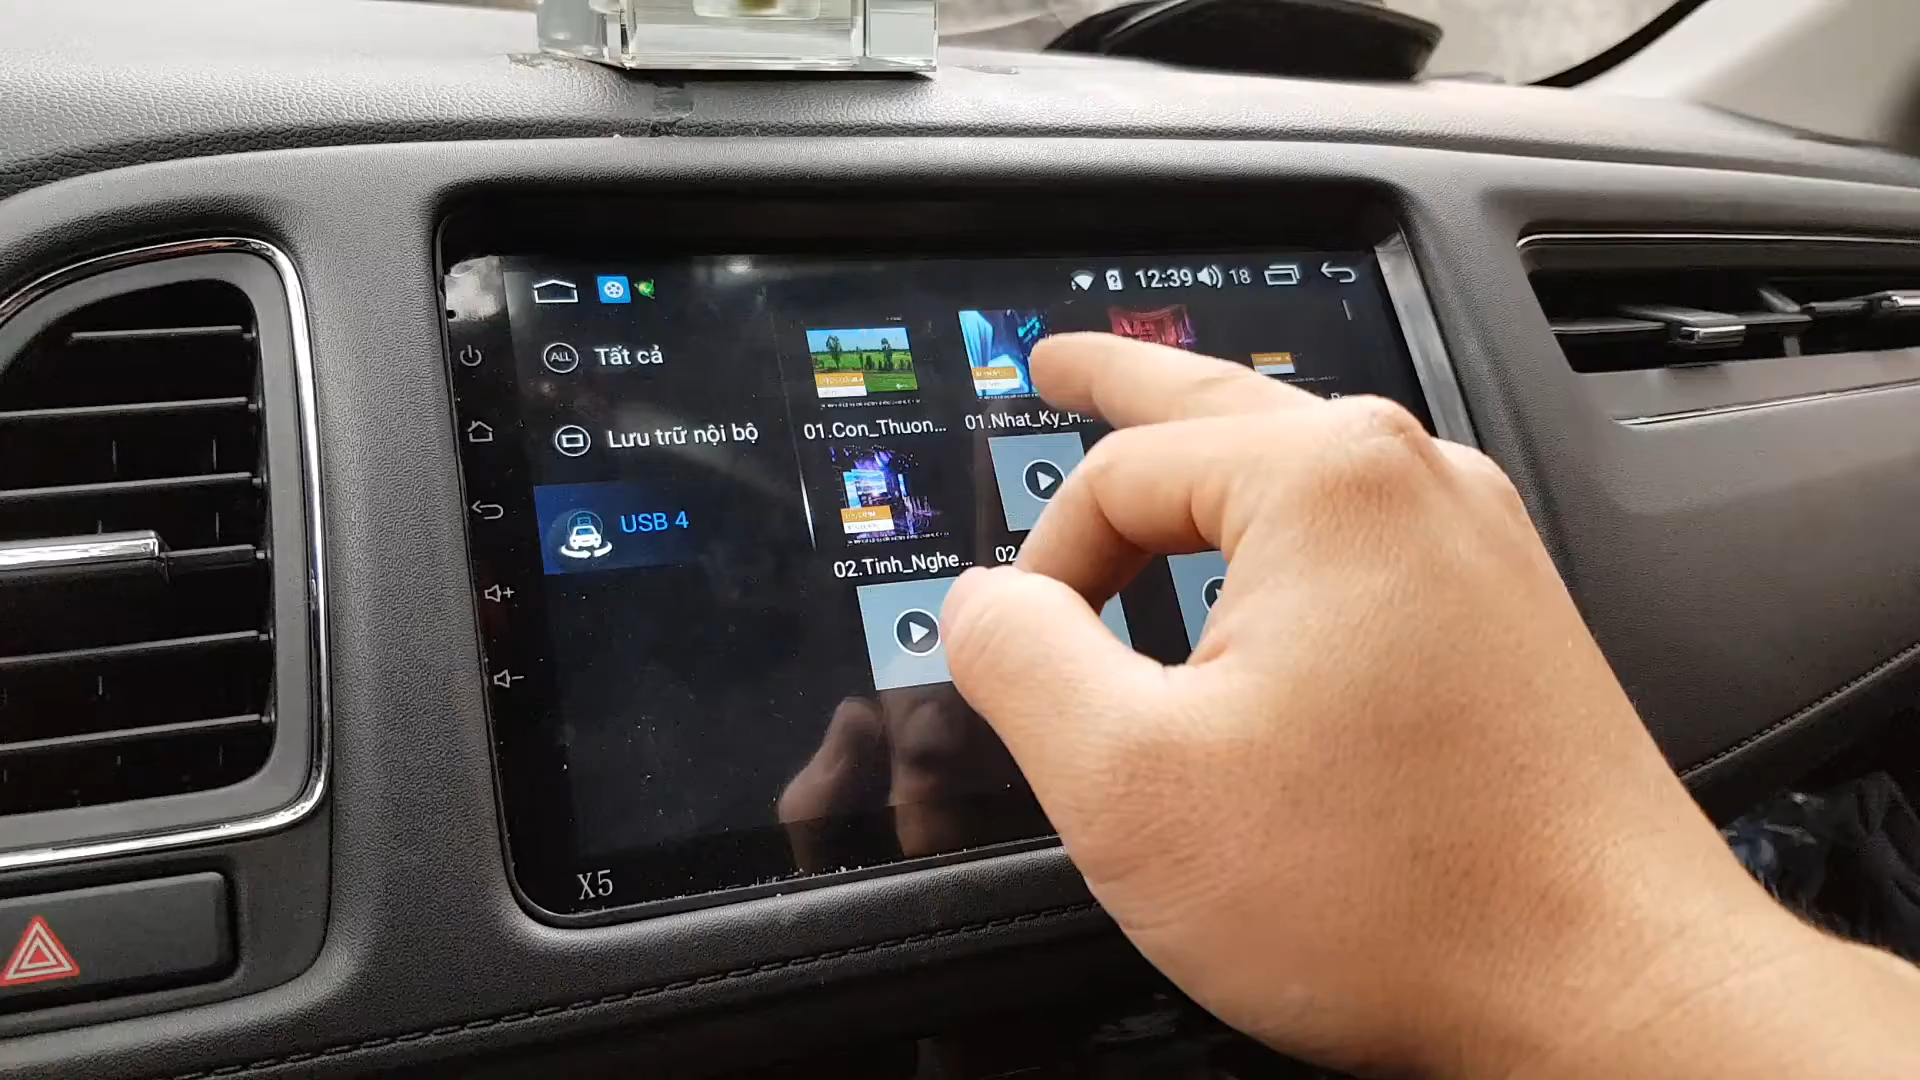 12:39 18
ALL Tất cả
Lưu trữ nội bộ
USB 4
01.Con_Thuon...
01.Nhat_Ky_H...
02.Tinh_Nghe...
02
X5